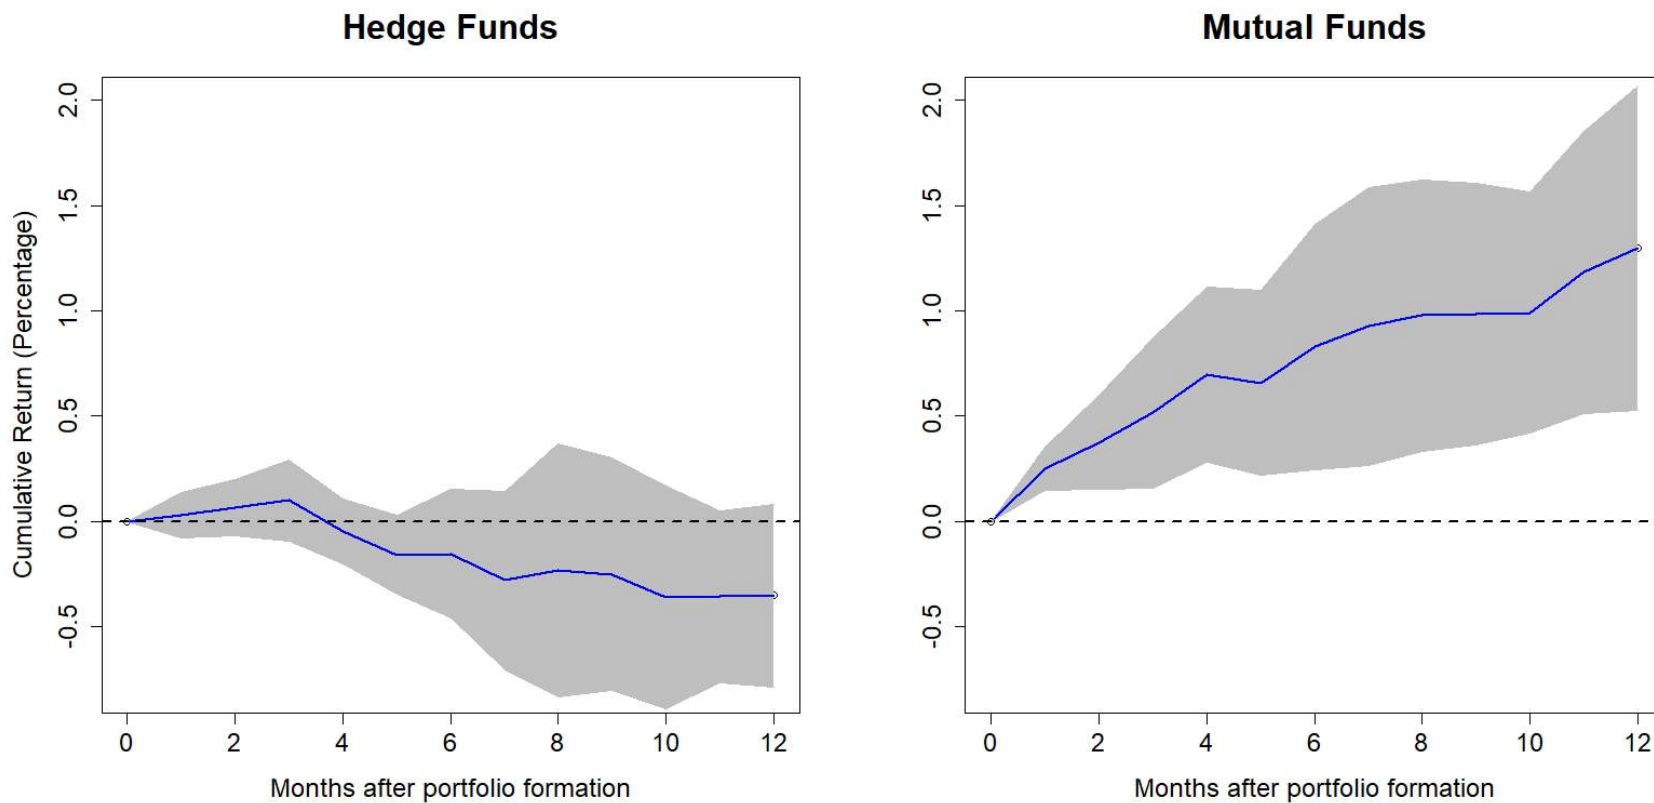 Hedge Funds
Cumulative Return (Percentage)
2.0
1.5
1.0
0.5
0.0
-0.5
0 2 4 6 8 10 12
Months after portfolio formation
Mutual Funds
2.0
1.5
1.0
0.5
0.0
-0.5
0 2 4 6 8 10 12
Months after portfolio formation